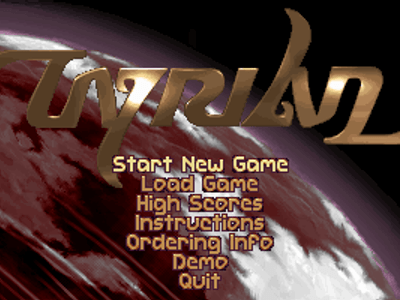 TYRIAN
Start New Game
Load Game
High Scores
Instructions
Ordering Info
Demo
Quit